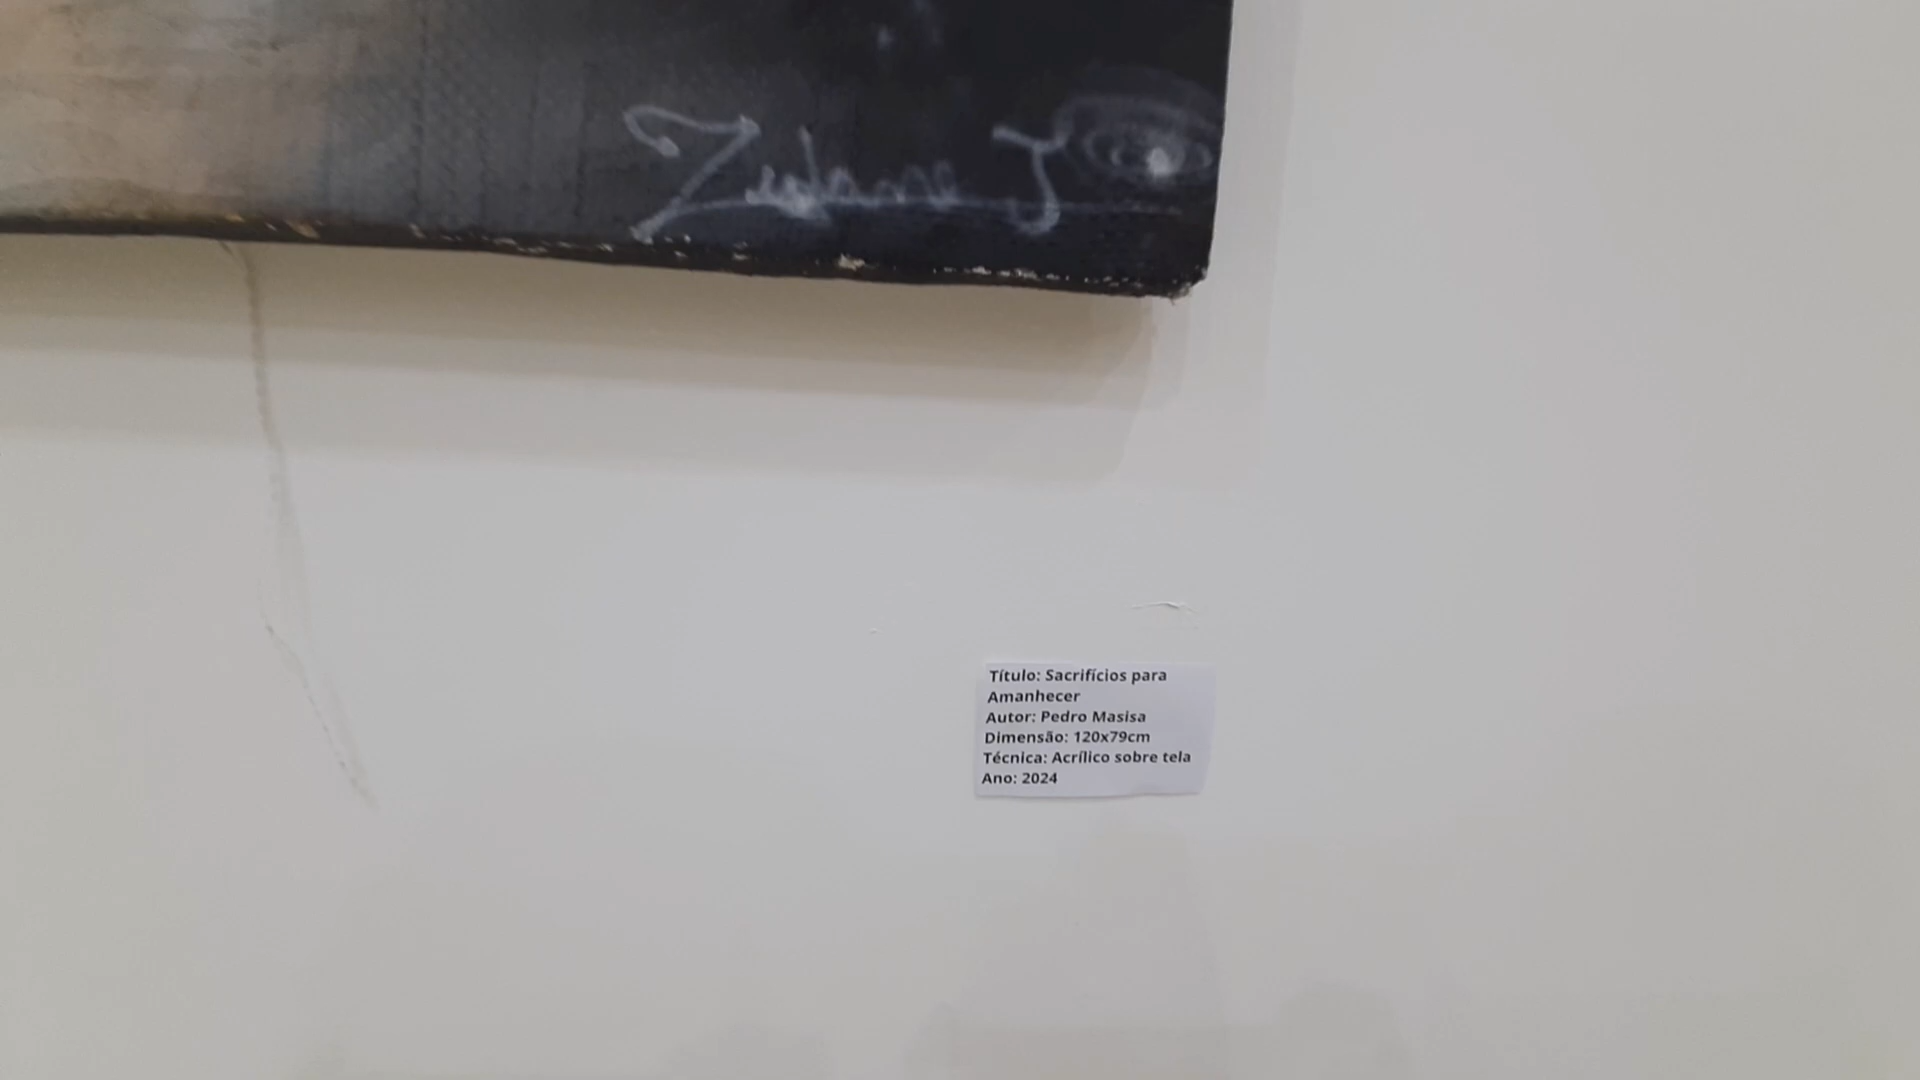 Título: Sacrifícios para
Amanhecer
Autor: Pedro Masisa
Dimensão: 120x79cm
Técnica: Acrílico sobre tela
Ano: 2024